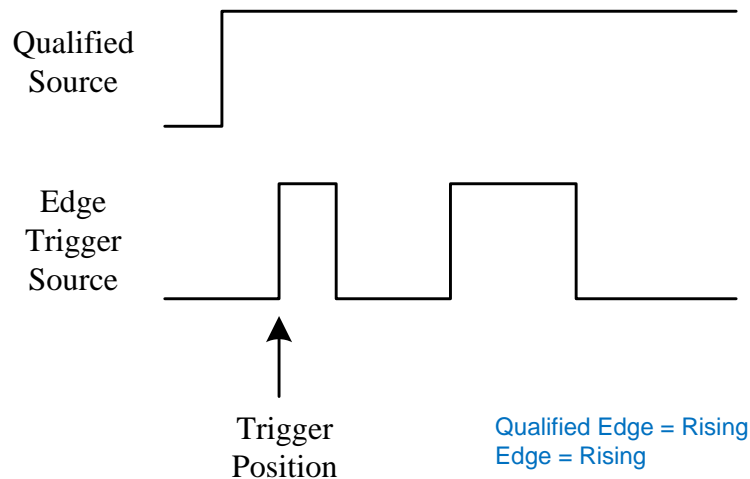 Qualified
Source
Edge
Trigger
Source
Trigger
Position
Qualified Edge = Rising
Edge = Rising